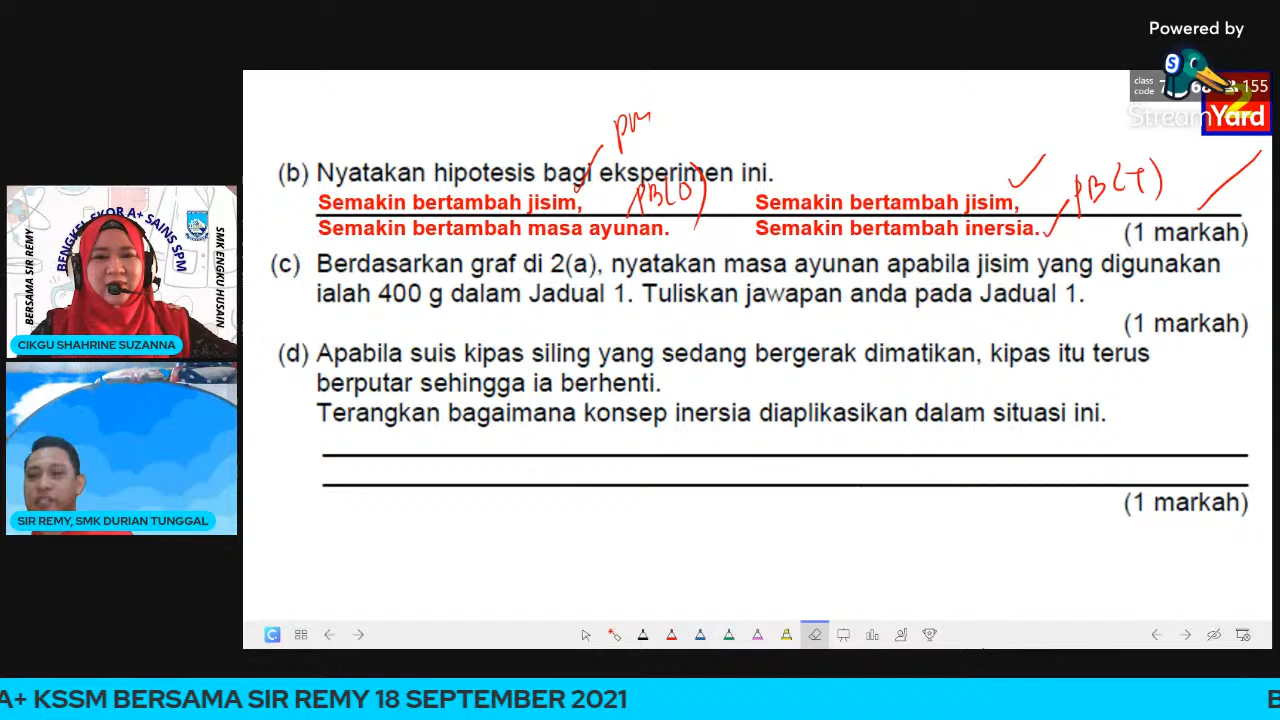 Powered by
class code
155
StreamYard
PM
(b) Nyatakan hipotesis bagi eksperimen ini.
Semakin bertambah jisim,
PB(O)
Semakin bertambah masa ayunan.
Semakin bertambah jisim,
PB(T)
Semakin bertambah inersia.
(1 markah)
(c) Berdasarkan graf di 2(a), nyatakan masa ayunan apabila jisim yang digunakan
ialah 400 g dalam Jadual 1. Tuliskan jawapan anda pada Jadual 1.
(1 markah)
(d) Apabila suis kipas siling yang sedang bergerak dimatikan, kipas itu terus
berputar sehingga ia berhenti.
Terangkan bagaimana konsep inersia diaplikasikan dalam situasi ini.
(1 markah)
BERSAMA SIR REMY
BENGKEL SKOR A+ SAINS SPM
SMK ENGKU HUSAIN
CIKGU SHAHRINE SUZANNA
SIR REMY, SMK DURIAN TUNGGAL
A+ KSSM BERSAMA SIR REMY 18 SEPTEMBER 2021
B